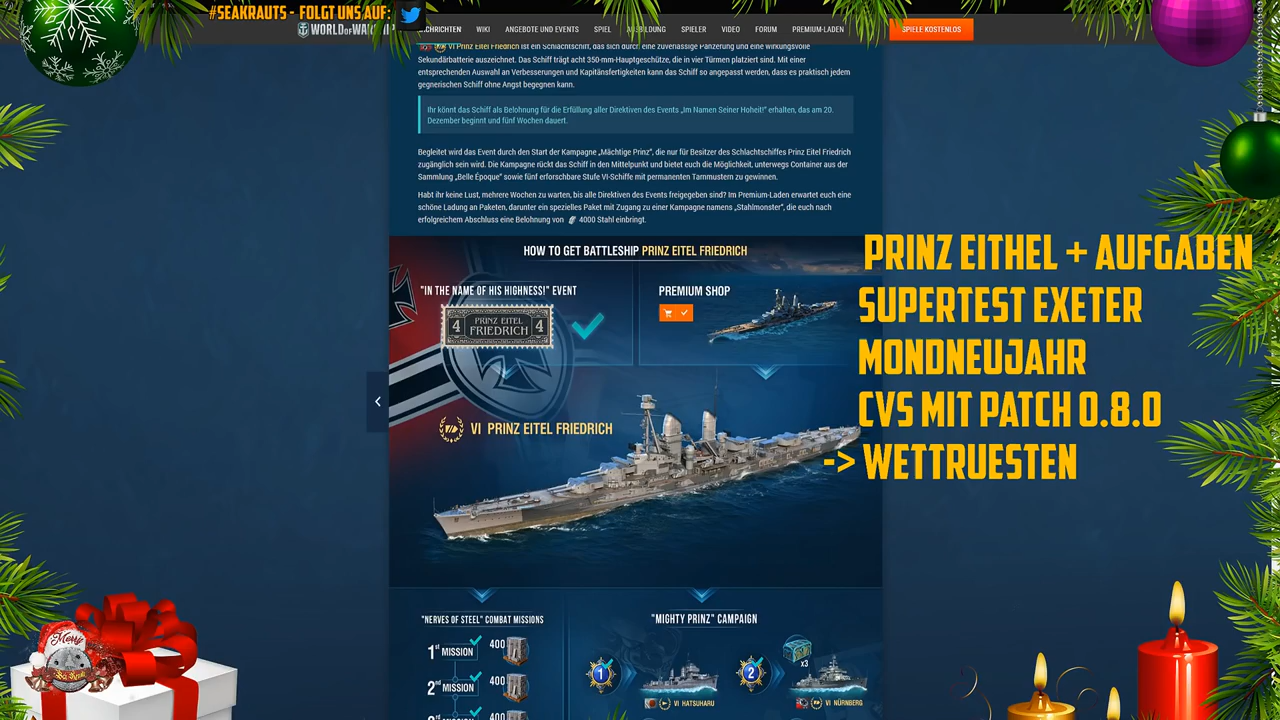 #SEAKRAUTS - FOLGT UNS AUF:
WORLD OF WA
CHRICHTEN WIKI ANGEBOTE UND EVENTS SPIEL BILDUNG SPIELER VIDEO FORUM PREMIUM-LADEN SPIELE KOSTENLOS
VI Prinz Eitel Friedrich ist ein Schlachtschiff, das sich durch eine zuverlässige Panzerung und eine wirkungsvolle
Sekundärbatterie auszeichnet. Das Schiff trägt acht 350-mm-Hauptgeschütze, die in vier Türmen platziert sind. Mit einer
entsprechenden Auswahl an Verbesserungen und Kapitänsfertigkeiten kann das Schiff so angepasst werden, dass es praktisch jedem
gegnerischen Schiff ohne Angst begegnen kann.
Ihr könnt das Schiff als Belohnung für die Erfüllung aller Direktiven des Events „Im Namen Seiner Hoheit!" erhalten, das am 20.
Dezember beginnt und fünf Wochen dauert.
Begleitet wird das Event durch den Start der Kampagne „Mächtige Prinz", die nur für Besitzer des Schlachtschiffes Prinz Eitel Friedrich
zugänglich sein wird. Die Kampagne rückt das Schiff in den Mittelpunkt und bietet euch die Möglichkeit, unterwegs Container aus der
Sammlung „Belle Époque" sowie fünf erforschbare Stufe VI-Schiffe mit permanenten Tarnmustern zu gewinnen.
Habt ihr keine Lust, mehrere Wochen zu warten, bis alle Direktiven des Events freigegeben sind? Im Premium-Laden erwartet euch eine
schöne Ladung an Paketen, darunter ein spezielles Paket mit Zugang zu einer Kampagne namens „Stahlmonster", die euch nach
erfolgreichem Abschluss eine Belohnung von 4000 Stahl einbringt.
HOW TO GET BATTLESHIP PRINZ EITEL FRIEDRICH
"IN THE NAME OF HIS HIGHNESS!" EVENT
PREMIUM SHOP
4 PRINZ EITEL FRIEDRICH 4
VI PRINZ EITEL FRIEDRICH
PRINZ EITHEL + AUFGABEN
SUPERTEST EXETER
MONDNEUJAHR
CVS MIT PATCH 0.8.0
-> WETTRUESTEN
"NERVES OF STEEL" COMBAT MISSIONS
"MIGHTY PRINZ" CAMPAIGN
1st MISSION 400
2nd MISSION 400
400
1
2
x3
VI HATSUHARU
VI NÜRNBERG
Merry